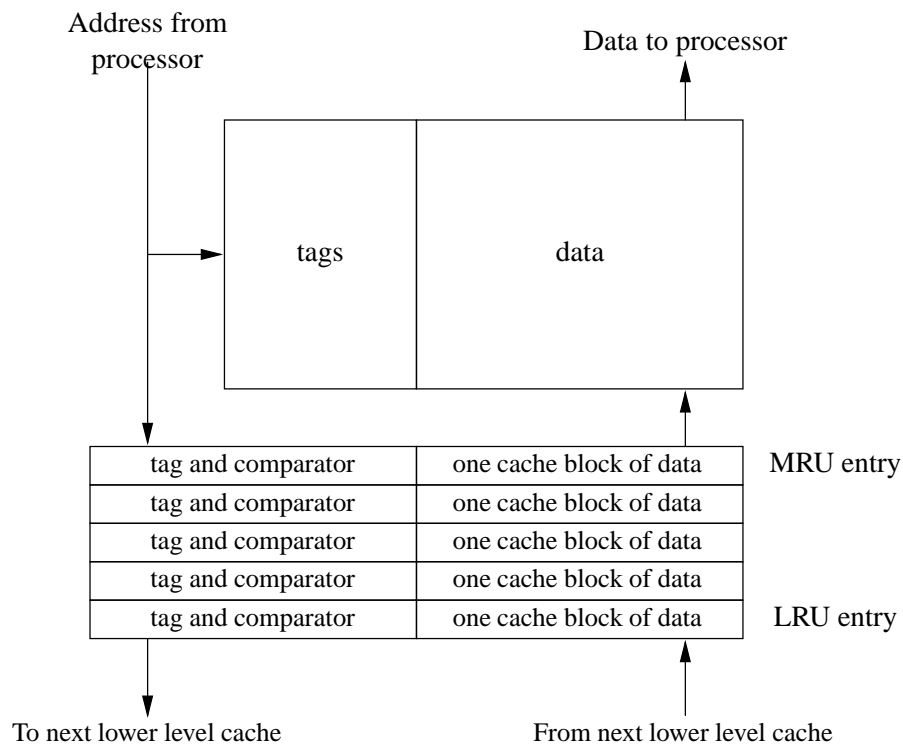 Address from
processor
Data to processor
tags
data
tag and comparator one cache block of data MRU entry
tag and comparator one cache block of data
tag and comparator one cache block of data
tag and comparator one cache block of data
tag and comparator one cache block of data LRU entry
To next lower level cache
From next lower level cache